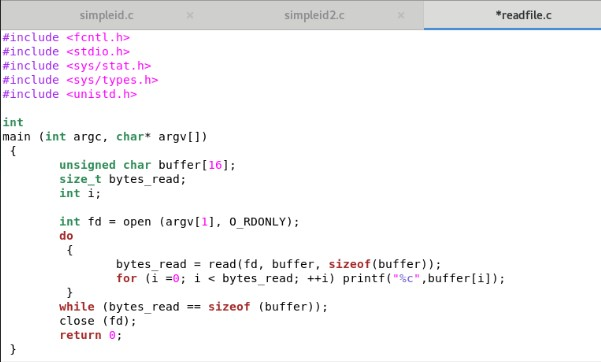 simpleid.c × simpleid2.c × *readfile.c
#include <fcntl.h>
#include <stdio.h>
#include <sys/stat.h>
#include <sys/types.h>
#include <unistd.h>

int
main (int argc, char* argv[])
 {
        unsigned char buffer[16];
        size_t bytes_read;
        int i;

        int fd = open (argv[1], O_RDONLY);
        do
         {
                bytes_read = read(fd, buffer, sizeof(buffer));
                for (i =0; i < bytes_read; ++i) printf("%c",buffer[i]);
         }
        while (bytes_read == sizeof (buffer));
        close (fd);
        return 0;
 }